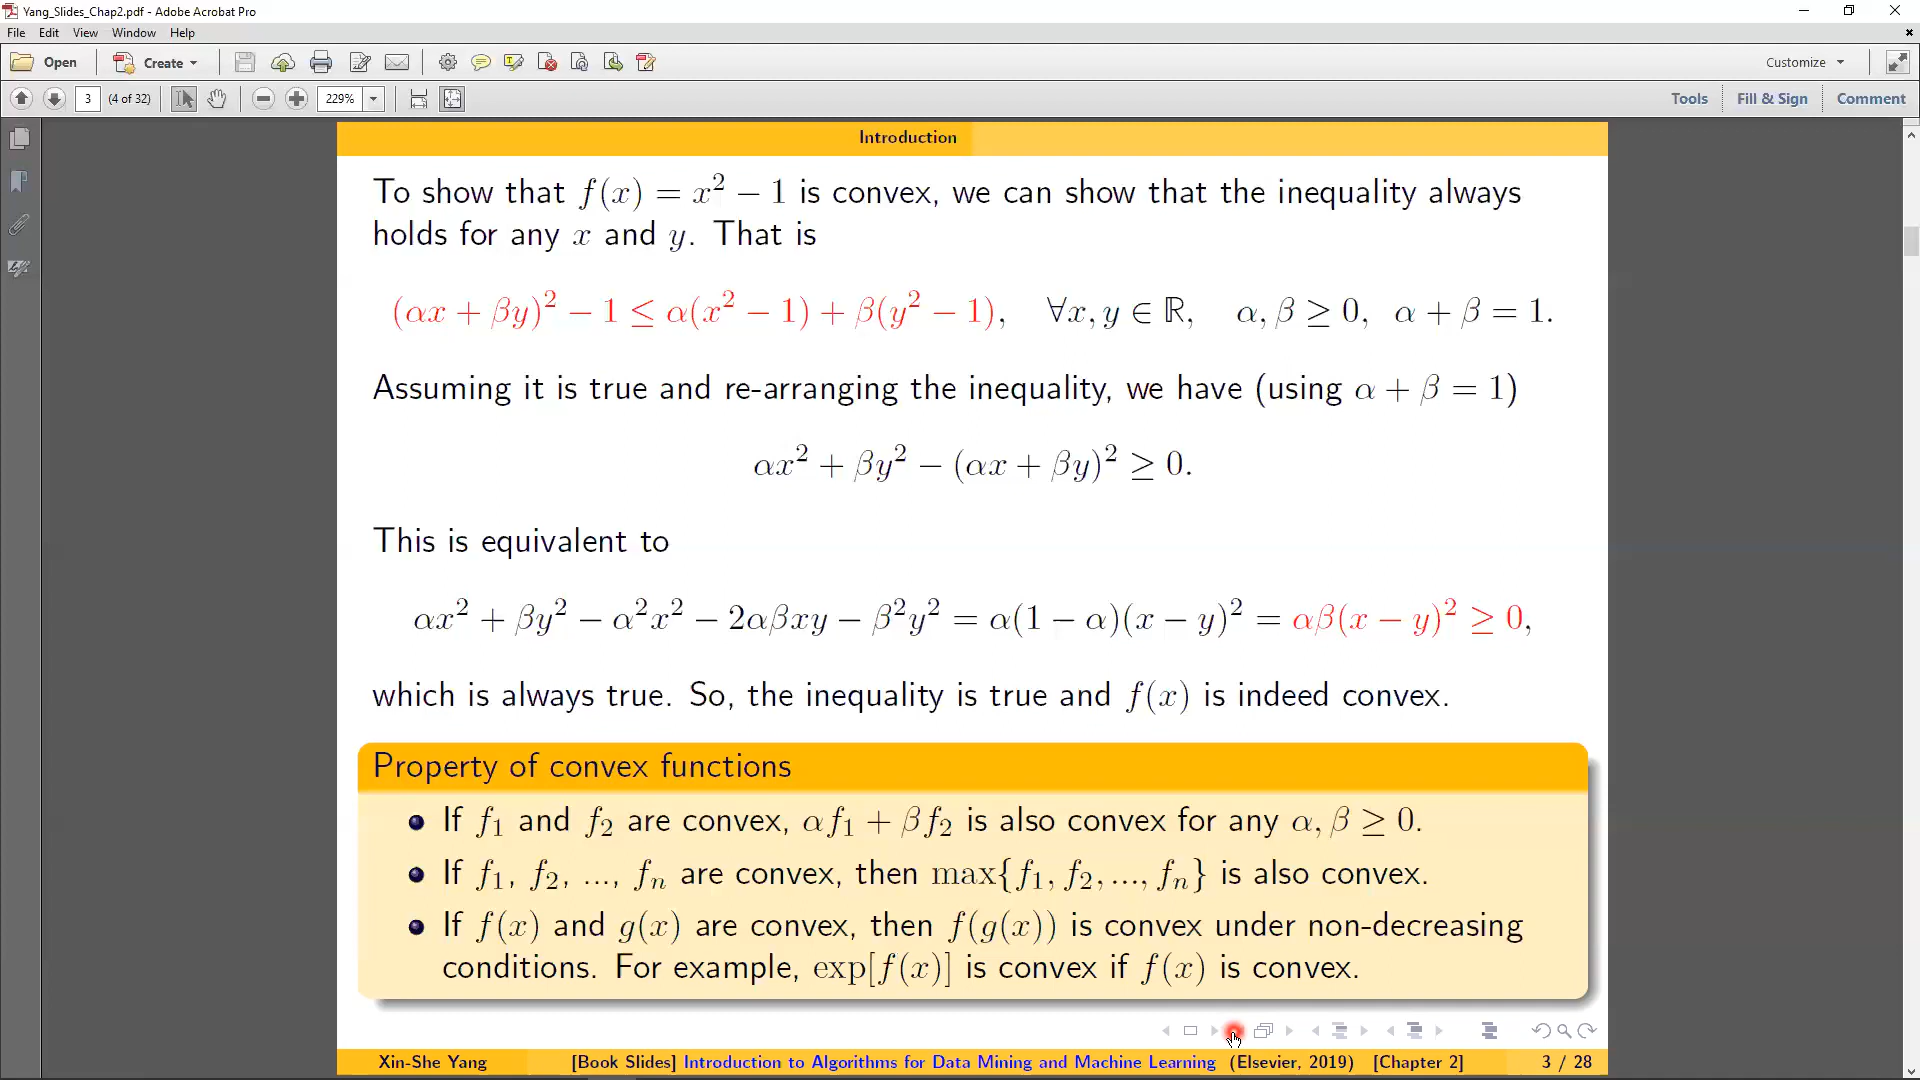 Yang_Slides_Chap2.pdf - Adobe Acrobat Pro
File Edit View Window Help
Open Create Customize
3 (4 of 32) 229% Tools Fill & Sign Comment
Introduction
To show that f(x) = x² − 1 is convex, we can show that the inequality always
holds for any x and y. That is
(αx + βy)² − 1 ≤ α(x² − 1) + β(y² − 1), ∀x, y ∈ ℝ, α, β ≥ 0, α + β = 1.
Assuming it is true and re-arranging the inequality, we have (using α + β = 1)
αx² + βy² − (αx + βy)² ≥ 0.
This is equivalent to
αx² + βy² − α²x² − 2αβxy − β²y² = α(1 − α)(x − y)² = αβ(x − y)² ≥ 0,
which is always true. So, the inequality is true and f(x) is indeed convex.
Property of convex functions
If f₁ and f₂ are convex, αf₁ + βf₂ is also convex for any α, β ≥ 0.
If f₁, f₂, ..., fₙ are convex, then max{f₁, f₂, ..., fₙ} is also convex.
If f(x) and g(x) are convex, then f(g(x)) is convex under non-decreasing
conditions. For example, exp[f(x)] is convex if f(x) is convex.
Xin-She Yang [Book Slides] Introduction to Algorithms for Data Mining and Machine Learning (Elsevier, 2019) [Chapter 2] 3 / 28